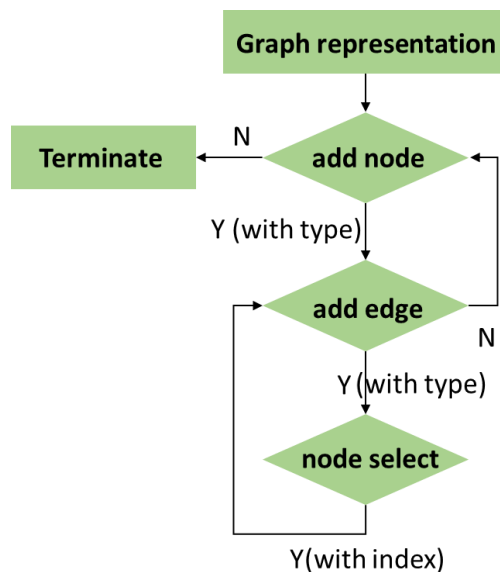 Graph representation
N
Terminate
add node
Y (with type)
add edge
N
Y (with type)
node select
Y(with index)